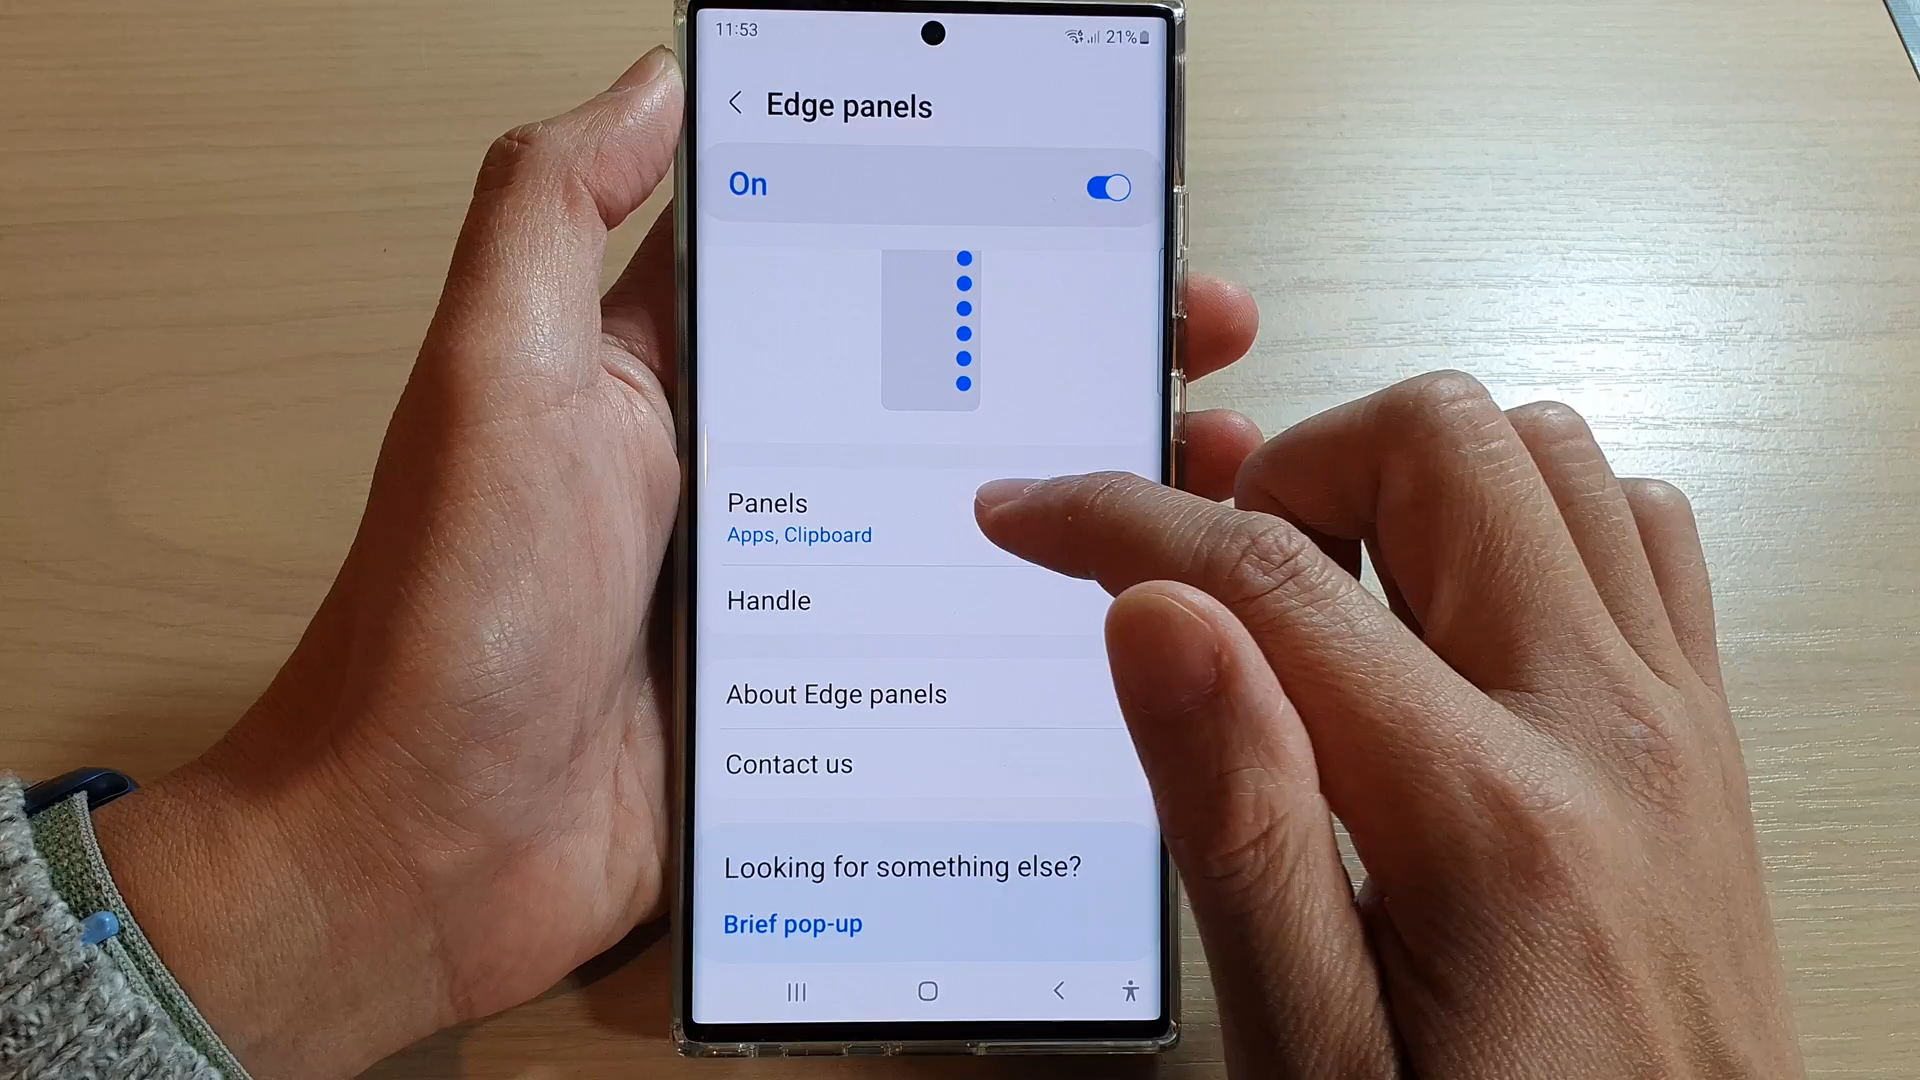 11:53
21%
Edge panels
On
Panels
Apps, Clipboard
Handle
About Edge panels
Contact us
Looking for something else?
Brief pop-up